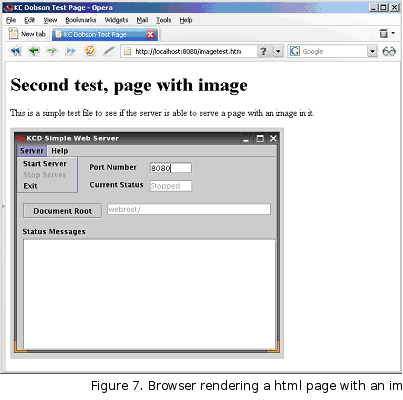 KC Dobson Test Page - Opera
File Edit View Bookmarks Widgets Mail Tools Help
New tab KC Dobson Test Page
http://localhost:8080/imagetest.htm ? Google
Second test, page with image
This is a simple test file to see if the server is able to serve a page with an image in it.
KCD Simple Web Server
Server Help
Start Server
Stop Server
Exit
Port Number 8080
Current Status Stopped
Document Root webroot/
Status Messages
Figure 7. Browser rendering a html page with an im